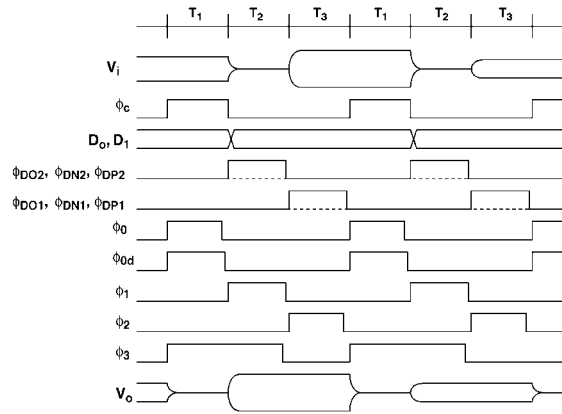 T1 T2 T3 T1 T2 T3
Vi
ϕc
Do, D1
ϕDO2, ϕDN2, ϕDP2
ϕDO1, ϕDN1, ϕDP1
ϕ0
ϕ0d
ϕ1
ϕ2
ϕ3
Vo